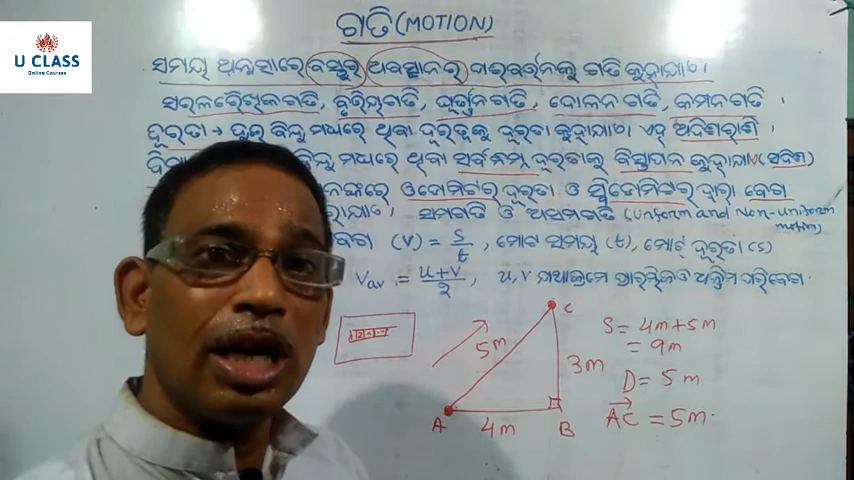 U CLASS
Online Courses
ଗତି (MOTION)
ସମୟ ଅନୁସାରେ ବସ୍ତୁର ଅବସ୍ଥାନର ପରିବର୍ତ୍ତନକୁ ଗତି କୁହାଯାଏ।
ସରଳରୈଖିକ ଗତି, ବୃତ୍ତୀୟ ଗତି, ଘୂର୍ଣ୍ଣନ ଗତି, ଦୋଳନ ଗତି, କମ୍ପନ ଗତି ।
ଦୂରତା → ଦୁଇ ବିନ୍ଦୁ ମଧ୍ୟରେ ଥିବା ଦୂରତ୍ୱକୁ ଦୂରତା କୁହାଯାଏ। ଏହା ଅଦିଶ ରାଶି ।
ମଧ୍ୟରେ ଥିବା ସର୍ବନିମ୍ନ ଦୂରତାକୁ ବିସ୍ଥାପନ କୁହାଯାଏ (ସଦିଶ)
ଓଡୋମିଟର ଦୂରତା ଓ ସ୍ପିଡୋମିଟର ଦ୍ୱାରା ବେଗ
ସମଗତି ଓ ଅସମଗତି (Uniform and Non-uniform motion)
ବେଗ (V) = S/t, ମୋଟ ସମୟ (t), ମୋଟ୍ ଦୂରତା (s)
Vav = u+v/2, u, v ଯଥାକ୍ରମେ ପ୍ରାରମ୍ଭିକ ଓ ଅନ୍ତିମ ପରିବେଗ
C
5m
3m
A
4m
B
S = 4m+5m
= 9m
D = 5m
AC = 5m